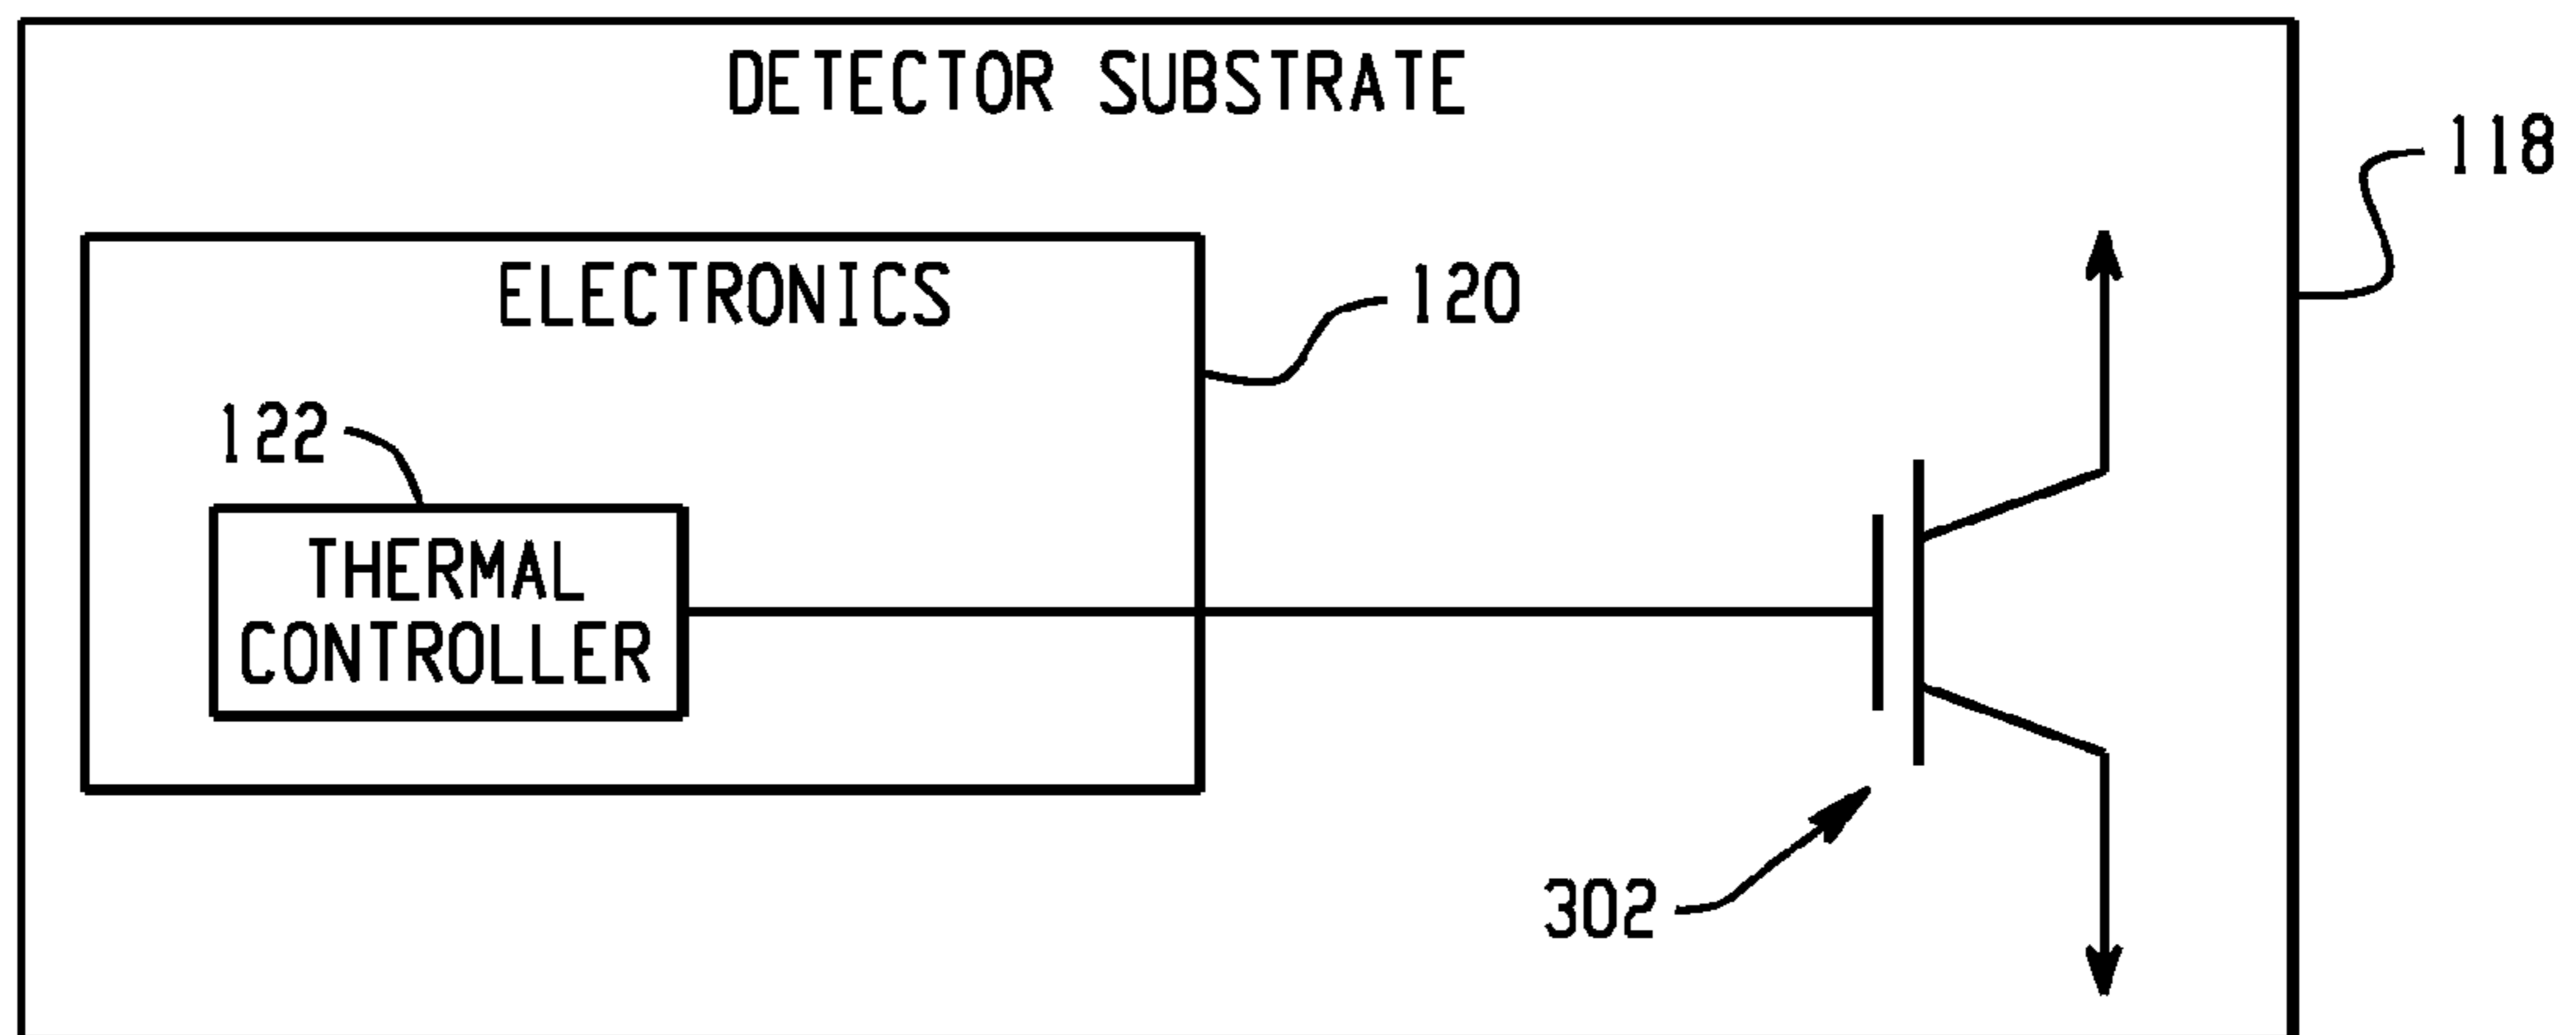 DETECTOR SUBSTRATE
118
ELECTRONICS
120
122
THERMAL
CONTROLLER
302